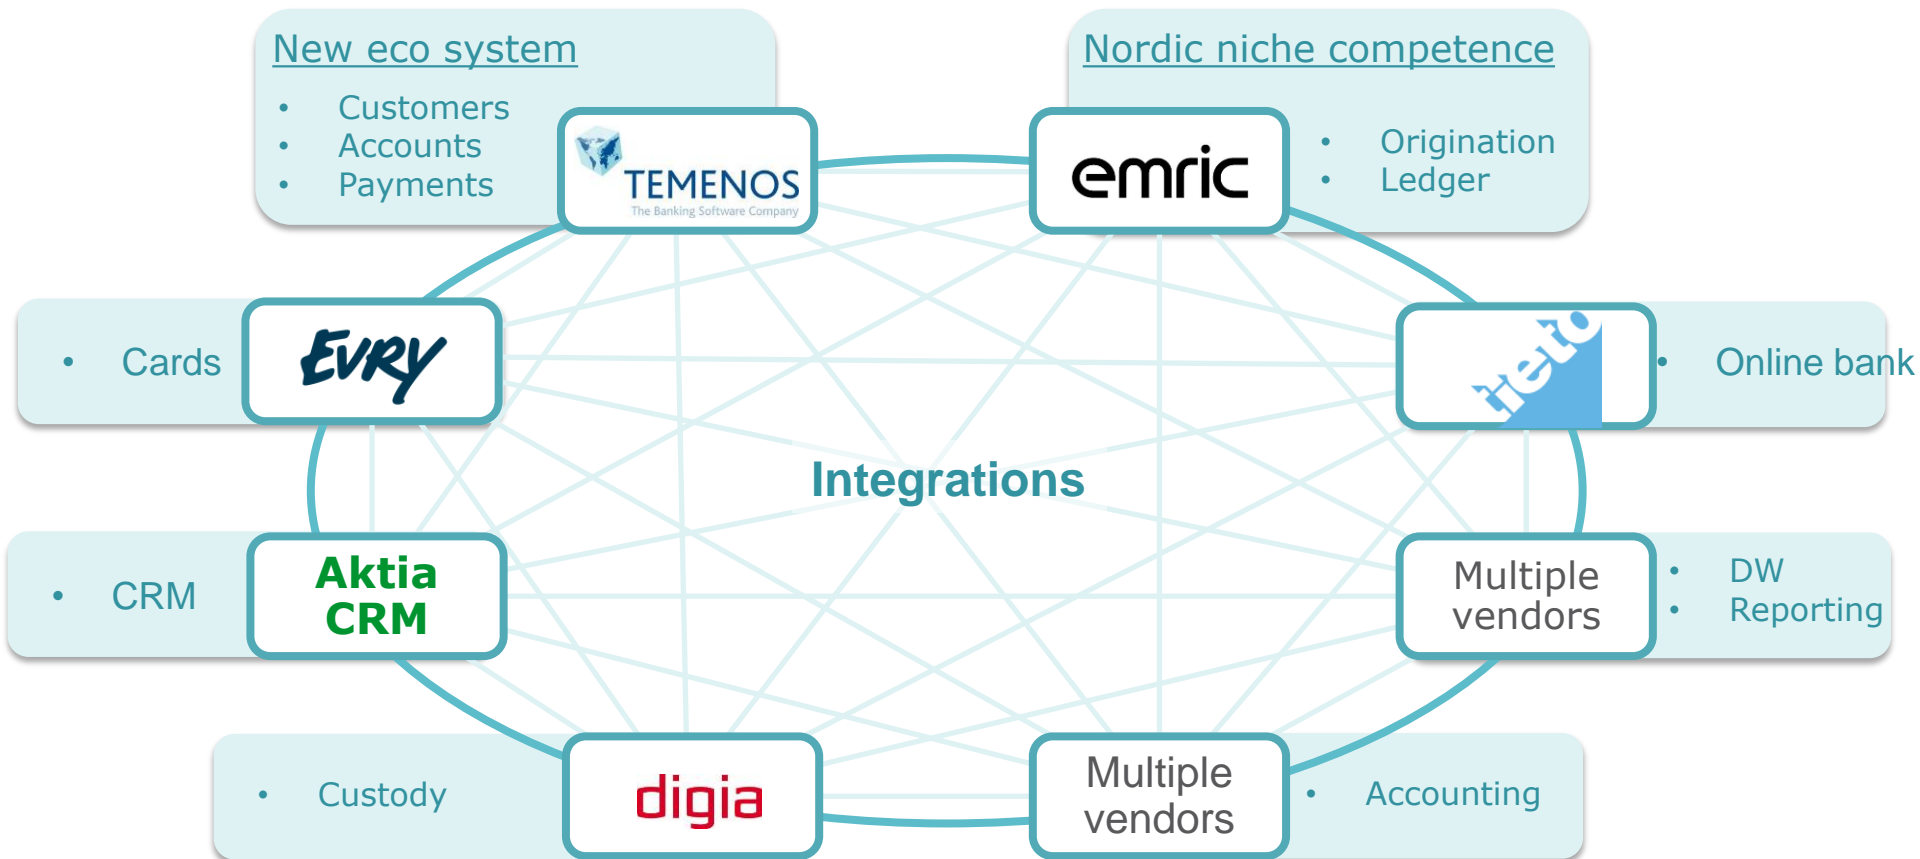 New eco system
• Customers
• Accounts
• Payments
TEMENOS
The Banking Software Company
Nordic niche competence
emric
• Origination
• Ledger
• Cards
EVRY
tieto
• Online bank
Integrations
• CRM
Aktia
CRM
Multiple
vendors
• DW
• Reporting
• Custody
digia
Multiple
vendors
• Accounting